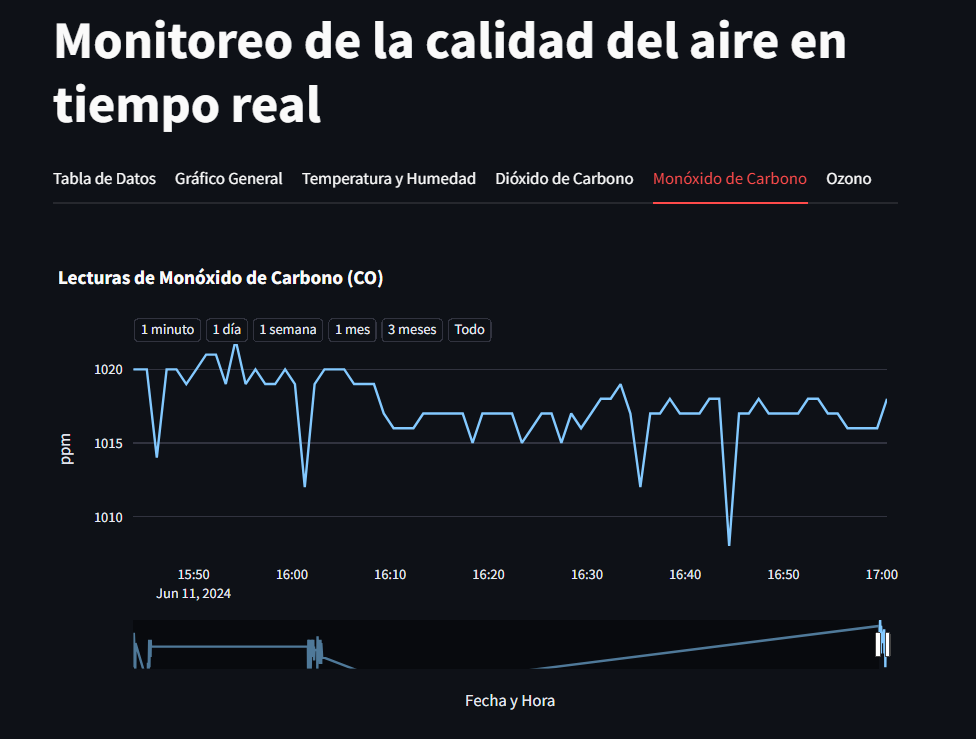 Monitoreo de la calidad del aire en
tiempo real
Tabla de Datos Gráfico General Temperatura y Humedad Dióxido de Carbono Monóxido de Carbono Ozono
Lecturas de Monóxido de Carbono (CO)
1 minuto 1 día 1 semana 1 mes 3 meses Todo
1020
1015
1010
ppm
15:50 16:00 16:10 16:20 16:30 16:40 16:50 17:00
Jun 11, 2024
Fecha y Hora